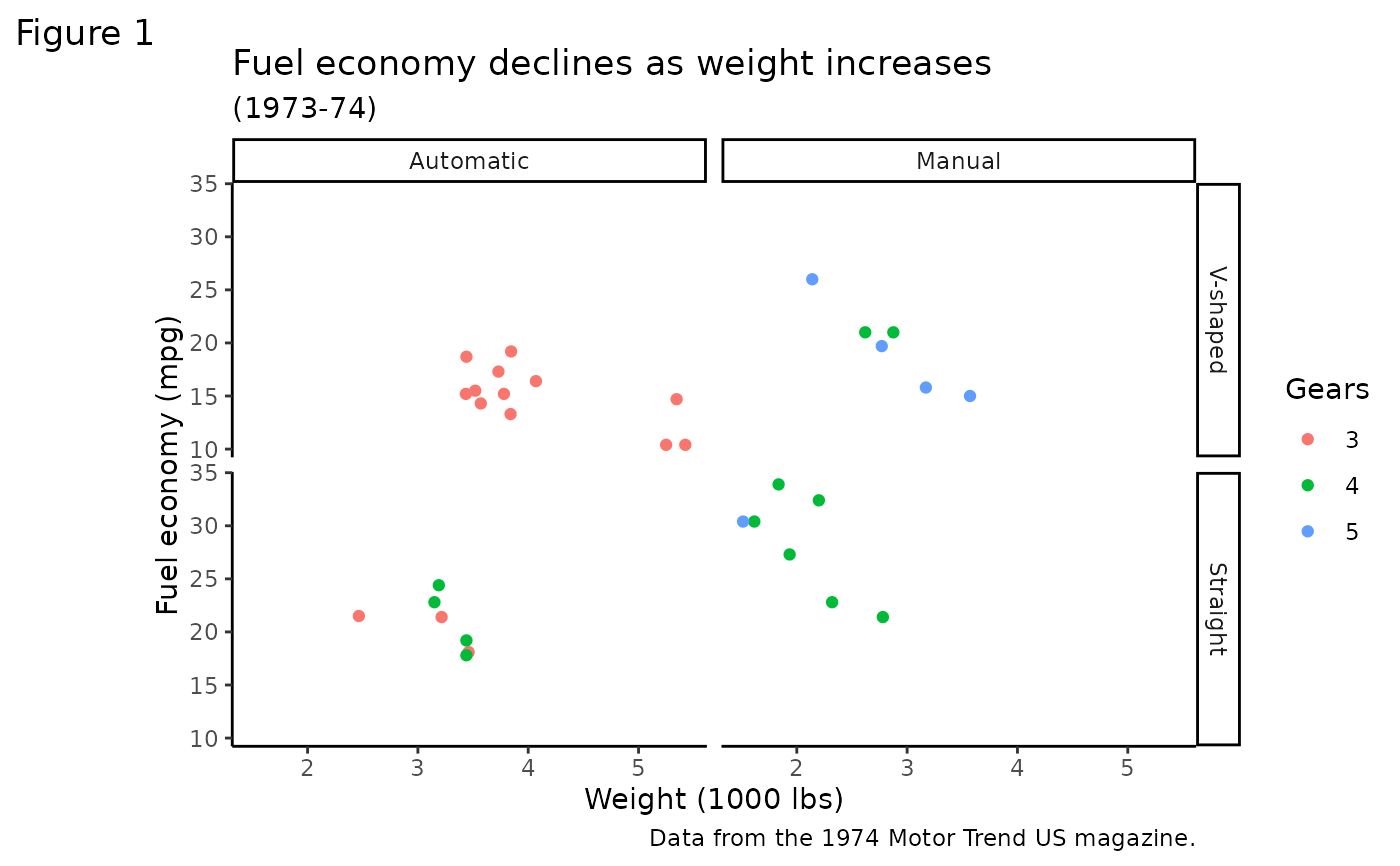 Figure 1
Fuel economy declines as weight increases
(1973-74)
Automatic
Manual
35
30
25
20
15
10
V-shaped
Fuel economy (mpg)
35
30
25
20
15
10
Straight
2 3 4 5
2 3 4 5
Weight (1000 lbs)
Gears
3
4
5
Data from the 1974 Motor Trend US magazine.